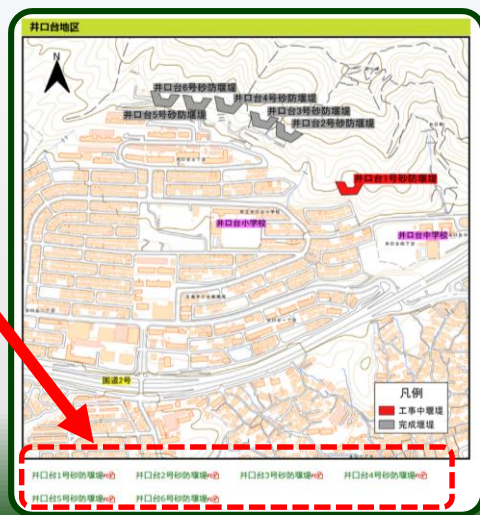 井口台地区
N
井口台6号砂防堰堤
井口台4号砂防堰堤
井口台5号砂防堰堤
井口台3号砂防堰堤
井口台2号砂防堰堤
井口台1号砂防堰堤
井口台小学校
井口台中学校
国道2号
凡例
工事中堰堤
完成堰堤
井口台1号砂防堰堤 井口台2号砂防堰堤 井口台3号砂防堰堤 井口台4号砂防堰堤
井口台5号砂防堰堤 井口台6号砂防堰堤